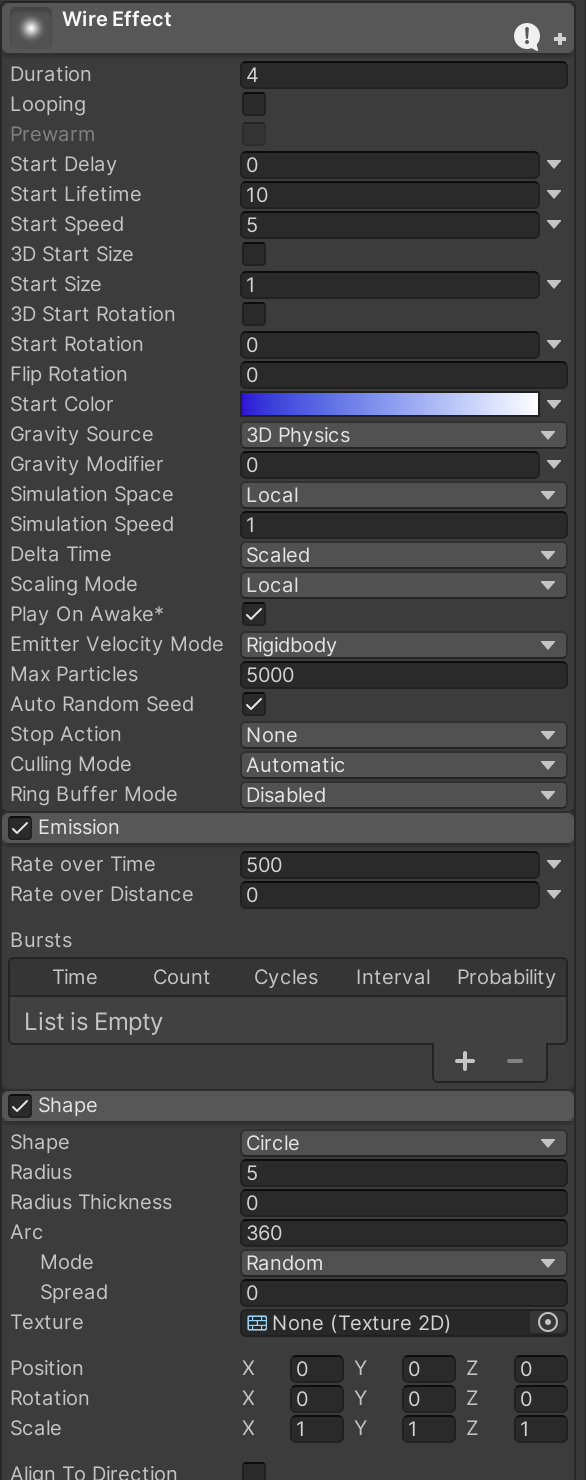 Wire Effect
Duration 4
Looping
Prewarm
Start Delay 0
Start Lifetime 10
Start Speed 5
3D Start Size
Start Size 1
3D Start Rotation
Start Rotation 0
Flip Rotation 0
Start Color
Gravity Source 3D Physics
Gravity Modifier 0
Simulation Space Local
Simulation Speed 1
Delta Time Scaled
Scaling Mode Local
Play On Awake*
Emitter Velocity Mode Rigidbody
Max Particles 5000
Auto Random Seed
Stop Action None
Culling Mode Automatic
Ring Buffer Mode Disabled
Emission
Rate over Time 500
Rate over Distance 0
Bursts
Time Count Cycles Interval Probability
List is Empty
Shape
Shape Circle
Radius 5
Radius Thickness 0
Arc 360
Mode Random
Spread 0
Texture None (Texture 2D)
Position X 0 Y 0 Z 0
Rotation X 0 Y 0 Z 0
Scale X 1 Y 1 Z 1
Align To Direction